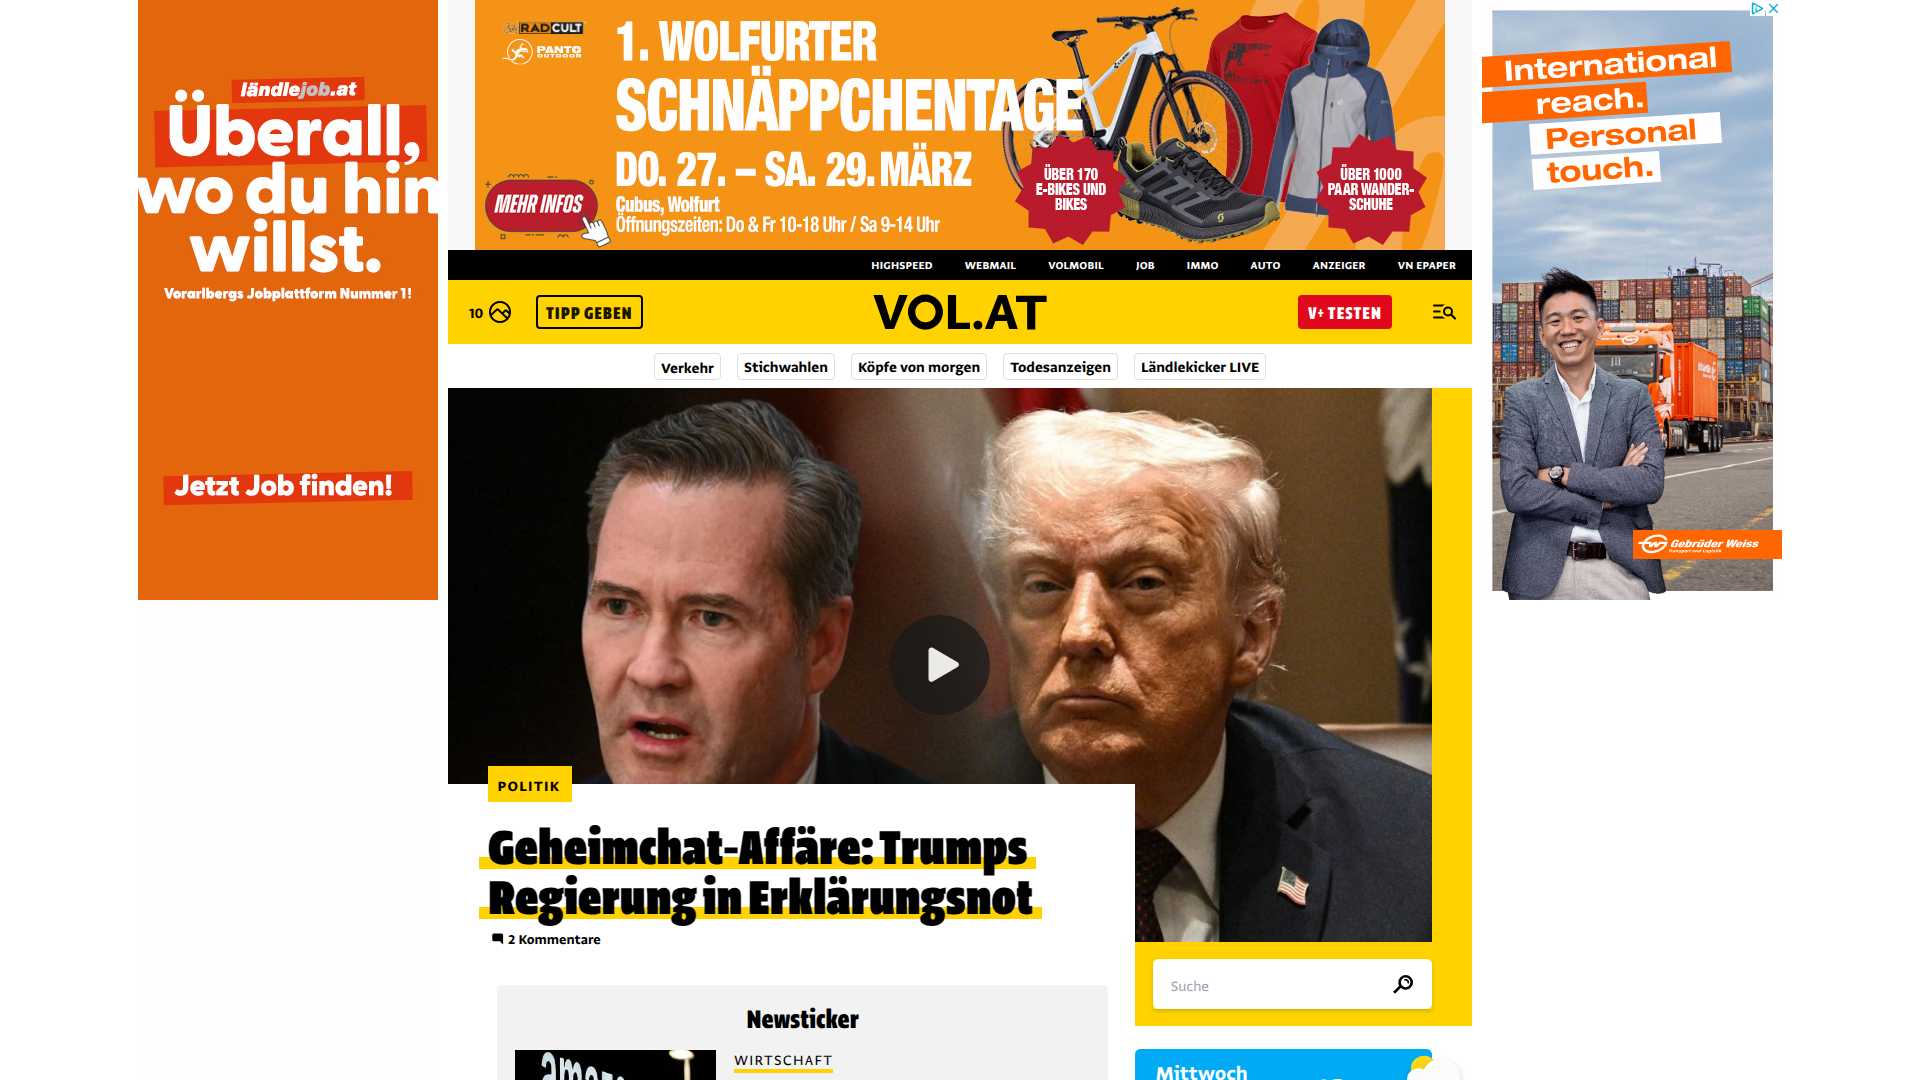 ländlejob.at
Überall,
wo du hin
willst.
Vorarlbergs Jobplattform Nummer 1!
Jetzt Job finden!
RADCULT
PANTO
OUTDOOR
1. WOLFURTER
SCHNÄPPCHENTAGE
DO. 27. – SA. 29. MÄRZ
MEHR INFOS
Cubus, Wolfurt
Öffnungszeiten: Do & Fr 10-18 Uhr / Sa 9-14 Uhr
ÜBER 170
E-BIKES UND
BIKES
ÜBER 1000
PAAR WANDER-
SCHUHE
International
reach.
Personal
touch.
Gebrüder Weiss
Transport und Logistik
HIGHSPEED WEBMAIL VOLMOBIL JOB IMMO AUTO ANZEIGER VN EPAPER
10 TIPP GEBEN VOL.AT V+ TESTEN
Verkehr Stichwahlen Köpfe von morgen Todesanzeigen Ländlekicker LIVE
POLITIK
Geheimchat-Affäre: Trumps
Regierung in Erklärungsnot
2 Kommentare
Suche
Newsticker
WIRTSCHAFT
Mittwoch